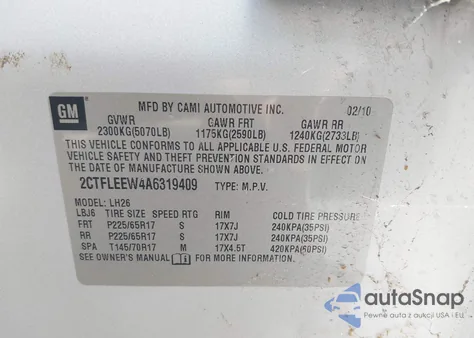 GM
MFD BY CAMI AUTOMOTIVE INC. 02/10
GVWR GAWR FRT GAWR RR
2300KG(5070LB) 1175KG(2590LB) 1240KG(2733LB)
THIS VEHICLE CONFORMS TO ALL APPLICABLE U.S. FEDERAL MOTOR
VEHICLE SAFETY AND THEFT PREVENTION STANDARDS IN EFFECT ON
THE DATE OF MANUFACTURE SHOWN ABOVE.
2CTFLEEW4A6319409 TYPE: M.P.V.
MODEL: LH26
LBJ6 TIRE SIZE SPEED RTG RIM COLD TIRE PRESSURE
FRT P225/65R17 S 17X7J 240KPA(35PSI)
RR P225/65R17 S 17X7J 240KPA(35PSI)
SPA T145/70R17 M 17X4.5T 420KPA(60PSI)
SEE OWNER'S MANUAL FOR MORE INFORMATION.
autoSnap
Pewne auta z aukcji USA i EU